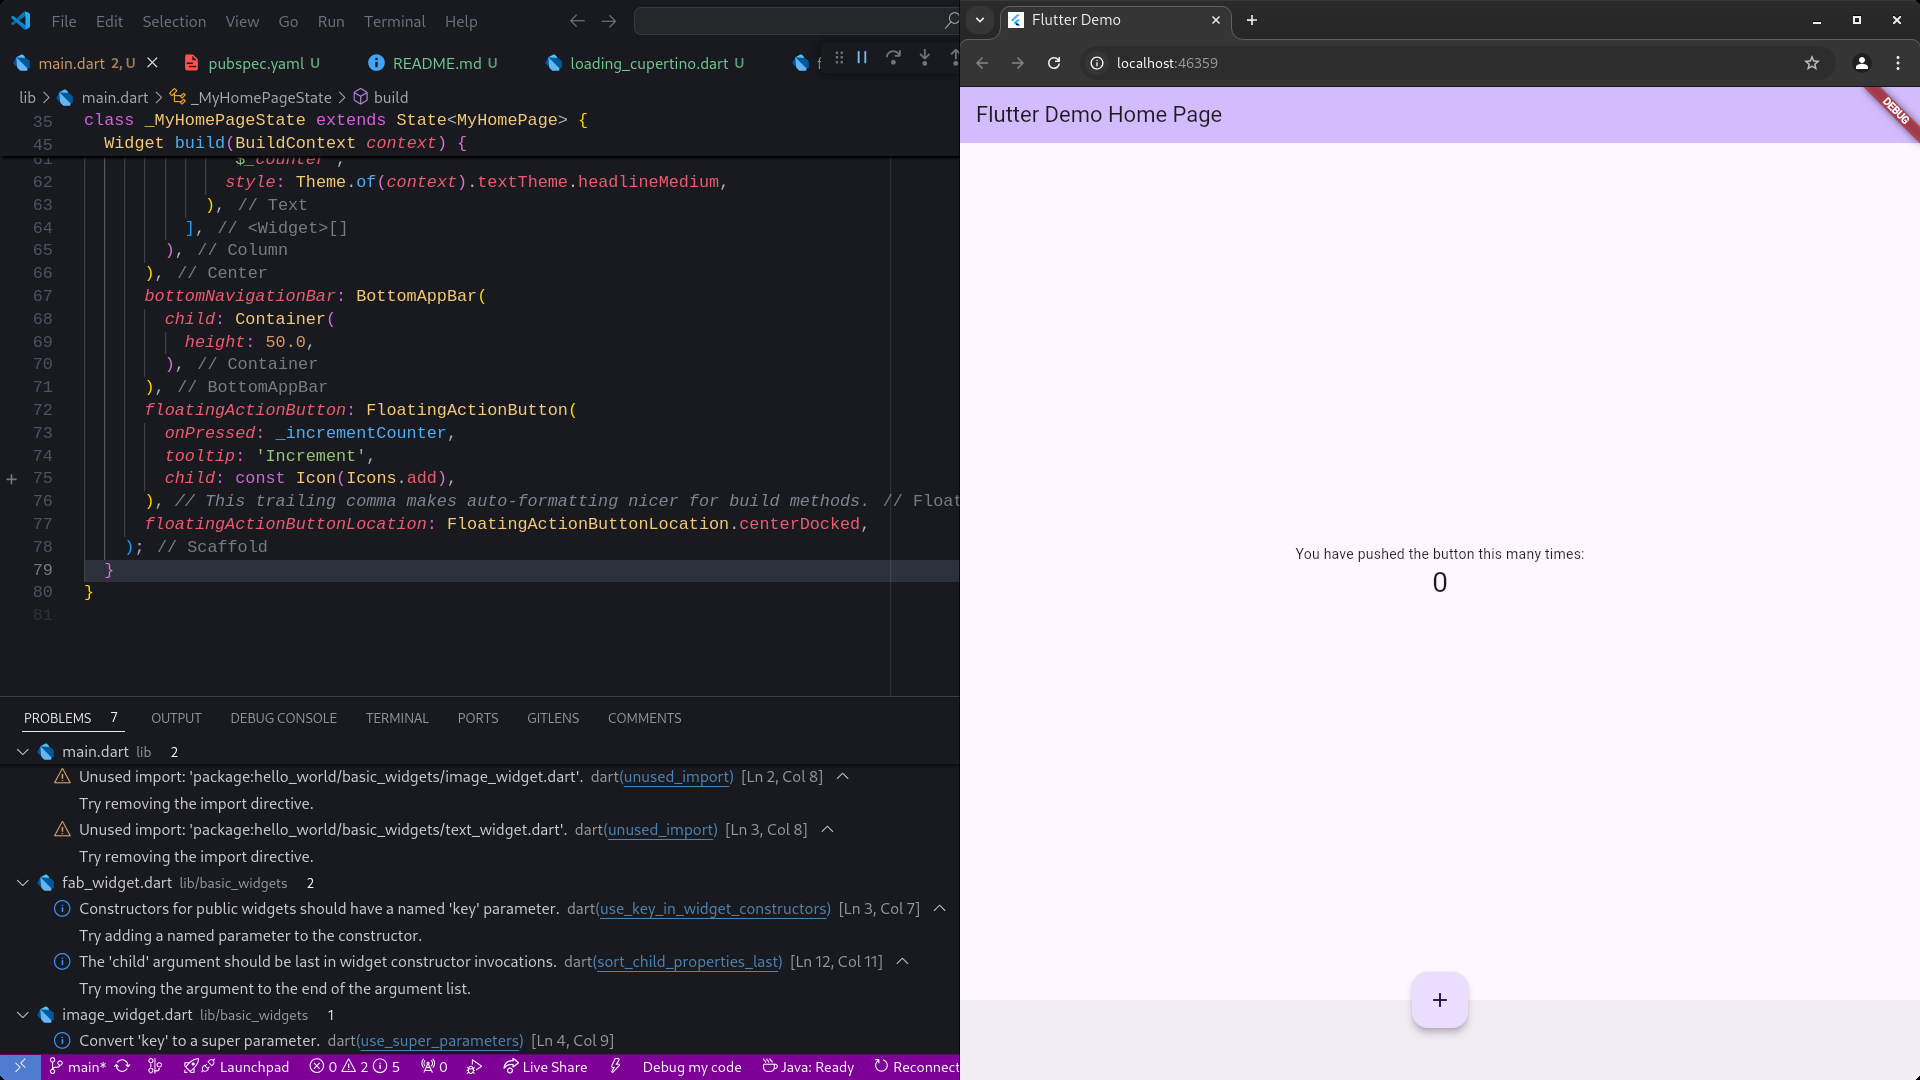 File Edit Selection View Go Run Terminal Help
main.dart 2, U
pubspec.yaml U
README.md U
loading_cupertino.dart U
lib > main.dart > _MyHomePageState > build
35 class _MyHomePageState extends State<MyHomePage> {
45 Widget build(BuildContext context) {
61 $_counter ,
62 style: Theme.of(context).textTheme.headlineMedium,
63 ), // Text
64 ], // <Widget>[]
65 ), // Column
66 ), // Center
67 bottomNavigationBar: BottomAppBar(
68 child: Container(
69 height: 50.0,
70 ), // Container
71 ), // BottomAppBar
72 floatingActionButton: FloatingActionButton(
73 onPressed: _incrementCounter,
74 tooltip: 'Increment',
75 child: const Icon(Icons.add),
76 ), // This trailing comma makes auto-formatting nicer for build methods. // Float
77 floatingActionButtonLocation: FloatingActionButtonLocation.centerDocked,
78 ); // Scaffold
79 }
80 }
81
PROBLEMS 7 OUTPUT DEBUG CONSOLE TERMINAL PORTS GITLENS COMMENTS
main.dart lib 2
Unused import: 'package:hello_world/basic_widgets/image_widget.dart'. dart(unused_import) [Ln 2, Col 8]
Try removing the import directive.
Unused import: 'package:hello_world/basic_widgets/text_widget.dart'. dart(unused_import) [Ln 3, Col 8]
Try removing the import directive.
fab_widget.dart lib/basic_widgets 2
Constructors for public widgets should have a named 'key' parameter. dart(use_key_in_widget_constructors) [Ln 3, Col 7]
Try adding a named parameter to the constructor.
The 'child' argument should be last in widget constructor invocations. dart(sort_child_properties_last) [Ln 12, Col 11]
Try moving the argument to the end of the argument list.
image_widget.dart lib/basic_widgets 1
Convert 'key' to a super parameter. dart(use_super_parameters) [Ln 4, Col 9]
main* Launchpad 0 2 5 0 Live Share Debug my code Java: Ready Reconnect
Flutter Demo
localhost:46359
Flutter Demo Home Page
DEBUG
You have pushed the button this many times:
0